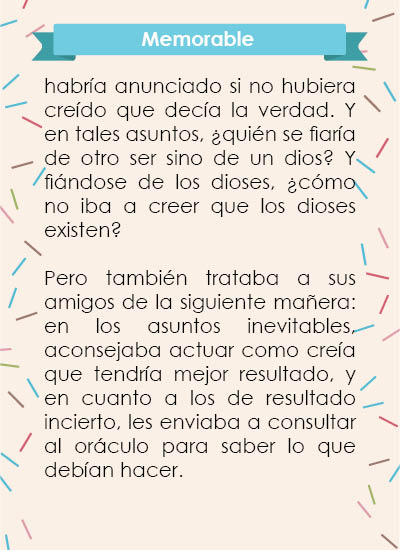 Memorable
habría anunciado si no hubiera
creído que decía la verdad. Y
en tales asuntos, ¿quién se fiaría
de otro ser sino de un dios? Y
fiándose de los dioses, ¿cómo
no iba a creer que los dioses
existen?
Pero también trataba a sus
amigos de la siguiente mañera:
en los asuntos inevitables,
aconsejaba actuar como creía
que tendría mejor resultado, y
en cuanto a los de resultado
incierto, les enviaba a consultar
al oráculo para saber lo que
debían hacer.